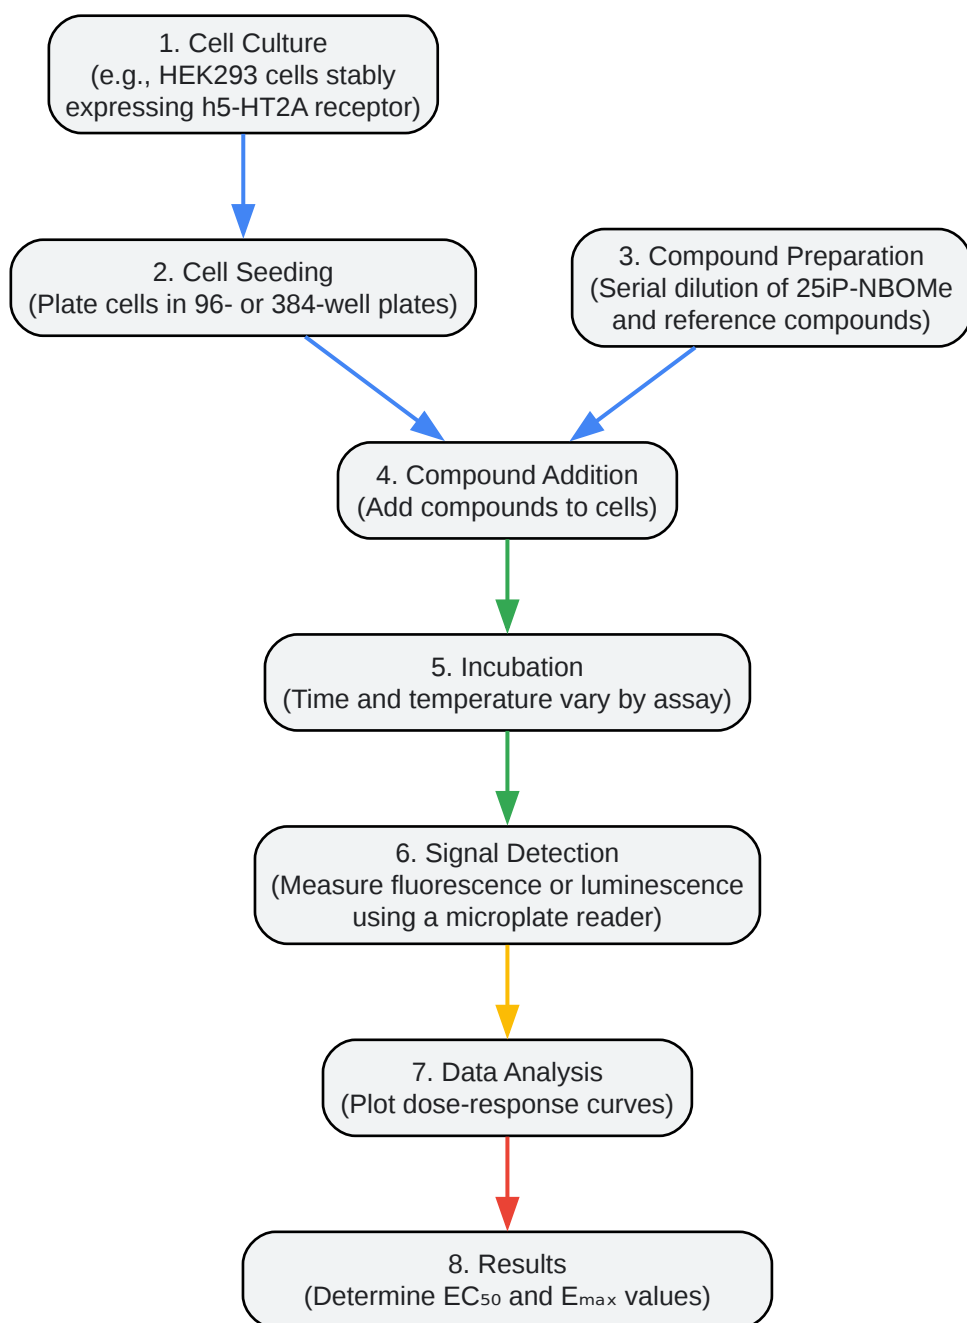 1. Cell Culture
(e.g., HEK293 cells stably
expressing h5-HT2A receptor)
2. Cell Seeding
(Plate cells in 96- or 384-well plates)
3. Compound Preparation
(Serial dilution of 25iP-NBOMe
and reference compounds)
4. Compound Addition
(Add compounds to cells)
5. Incubation
(Time and temperature vary by assay)
6. Signal Detection
(Measure fluorescence or luminescence
using a microplate reader)
7. Data Analysis
(Plot dose-response curves)
8. Results
(Determine EC₅₀ and Eₘₐₓ values)